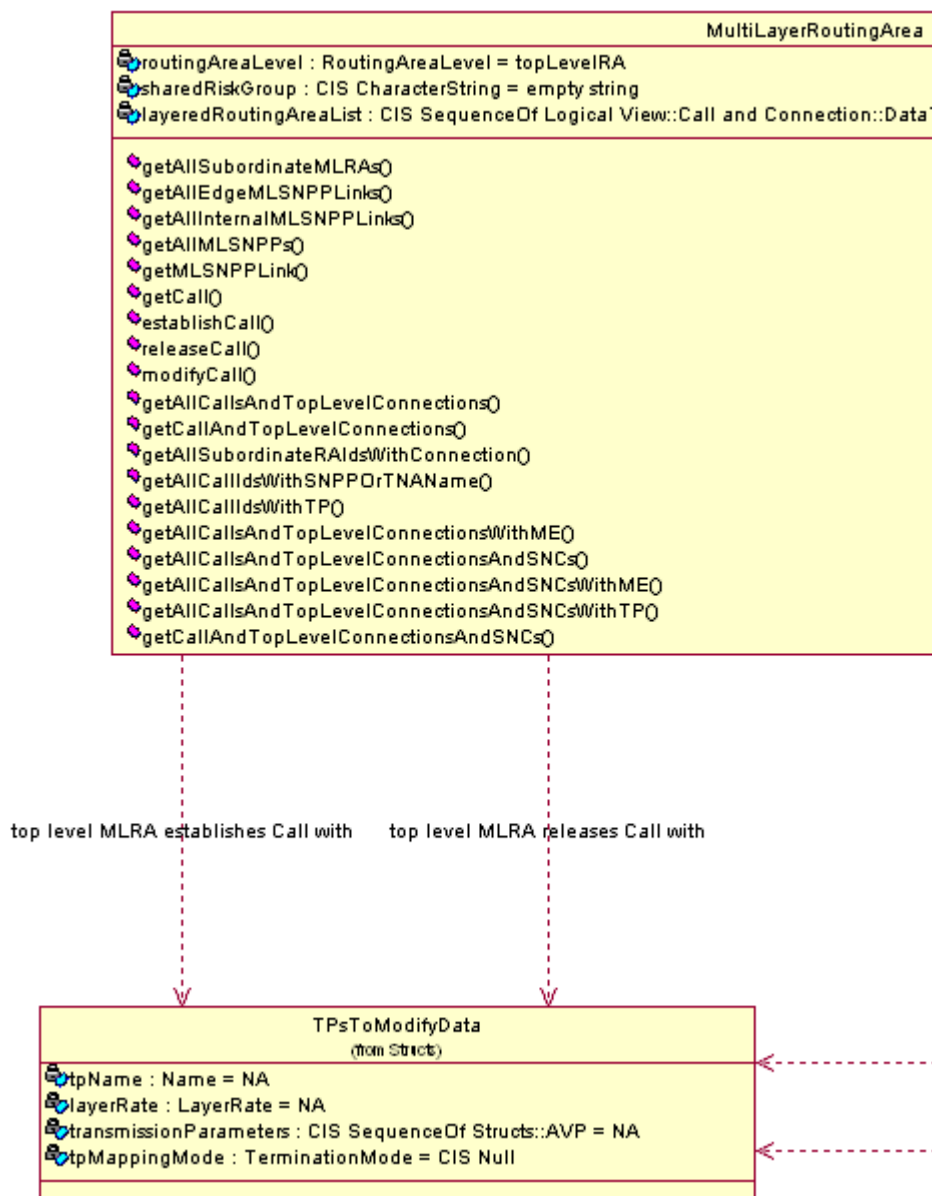 MultiLayerRoutingArea
routingAreaLevel : RoutingAreaLevel = topLevelRA
sharedRiskGroup : CIS CharacterString = empty string
layeredRoutingAreaList : CIS SequenceOf Logical View::Call and Connection::DataT
getAllSubordinateMLRAs()
getAllEdgeMLSNPPLinks()
getAllInternalMLSNPPLinks()
getAllMLSNPPs()
getMLSNPPLink()
getCall()
establishCall()
releaseCall()
modifyCall()
getAllCallsAndTopLevelConnections()
getCallAndTopLevelConnections()
getAllSubordinateRAIdsWithConnection()
getAllCallIdsWithSNPPOrTNAName()
getAllCallIdsWithTP()
getAllCallsAndTopLevelConnectionsWithME()
getAllCallsAndTopLevelConnectionsAndSNCs()
getAllCallsAndTopLevelConnectionsAndSNCsWithME()
getAllCallsAndTopLevelConnectionsAndSNCsWithTP()
getCallAndTopLevelConnectionsAndSNCs()
top level MLRA establishes Call with
top level MLRA releases Call with
TPsToModifyData
(from Structs)
tpName : Name = NA
layerRate : LayerRate = NA
transmissionParameters : CIS SequenceOf Structs::AVP = NA
tpMappingMode : TerminationMode = CIS Null